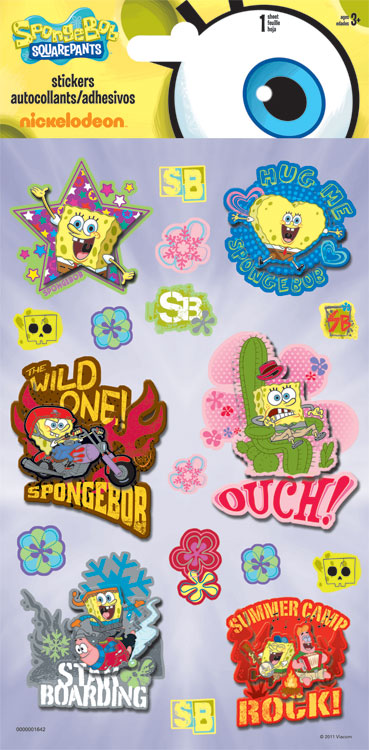 SpongeBob
SQUAREPANTS
stickers
autocollants/adhesivos
nickelodeon
1 sheet
feuille
hoja
ages
edades 3+
SB
SPONGEBOB
HUG ME
SPONGEBOB
SB
SB
THE
WILD
ONE!
SPONGEBOB
OUCH!
STAR
BOARDING
SUMMER CAMP
ROCK!
SB
0000001642
© 2011 Viacom